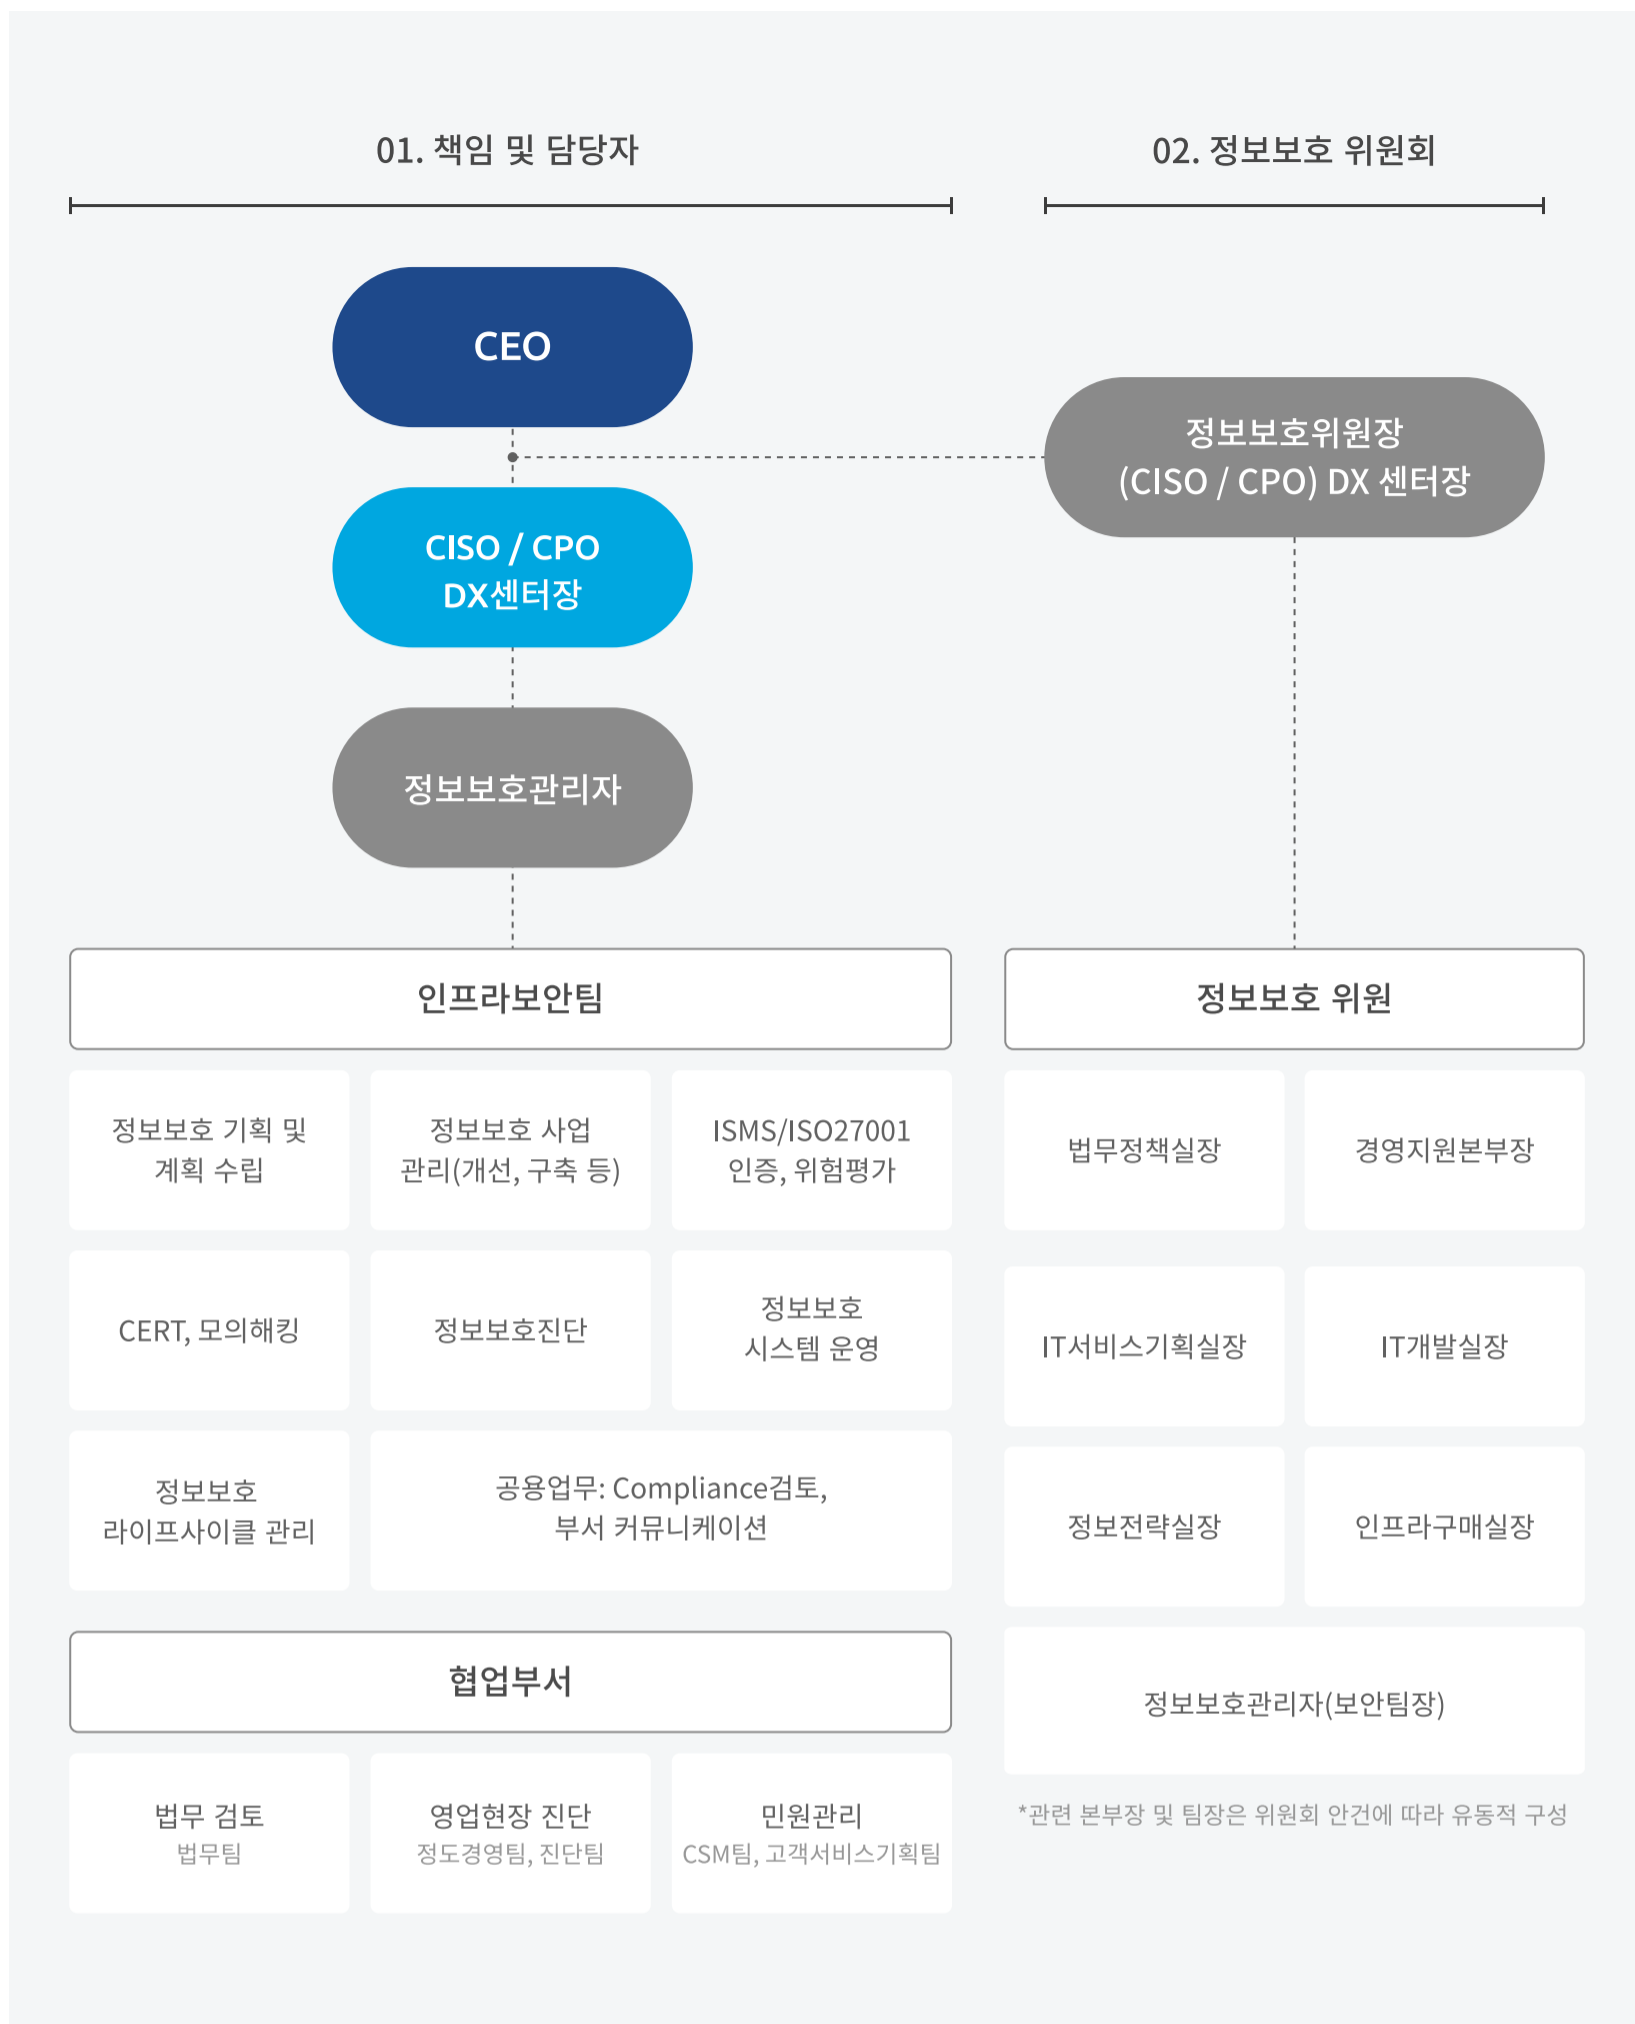 01. 책임 및 담당자
02. 정보보호 위원회
CEO
정보보호위원장
(CISO / CPO) DX 센터장
CISO / CPO
DX센터장
정보보호관리자
인프라보안팀
정보보호 기획 및
계획 수립
정보보호 사업
관리(개선, 구축 등)
ISMS/ISO27001
인증, 위험평가
CERT, 모의해킹
정보보호진단
정보보호
시스템 운영
정보보호
라이프사이클 관리
공용업무: Compliance검토,
부서 커뮤니케이션
협업부서
법무 검토
법무팀
영업현장 진단
정도경영팀, 진단팀
민원관리
CSM팀, 고객서비스기획팀
정보보호 위원
법무정책실장
경영지원본부장
IT서비스기획실장
IT개발실장
정보전략실장
인프라구매실장
정보보호관리자(보안팀장)
*관련 본부장 및 팀장은 위원회 안건에 따라 유동적 구성